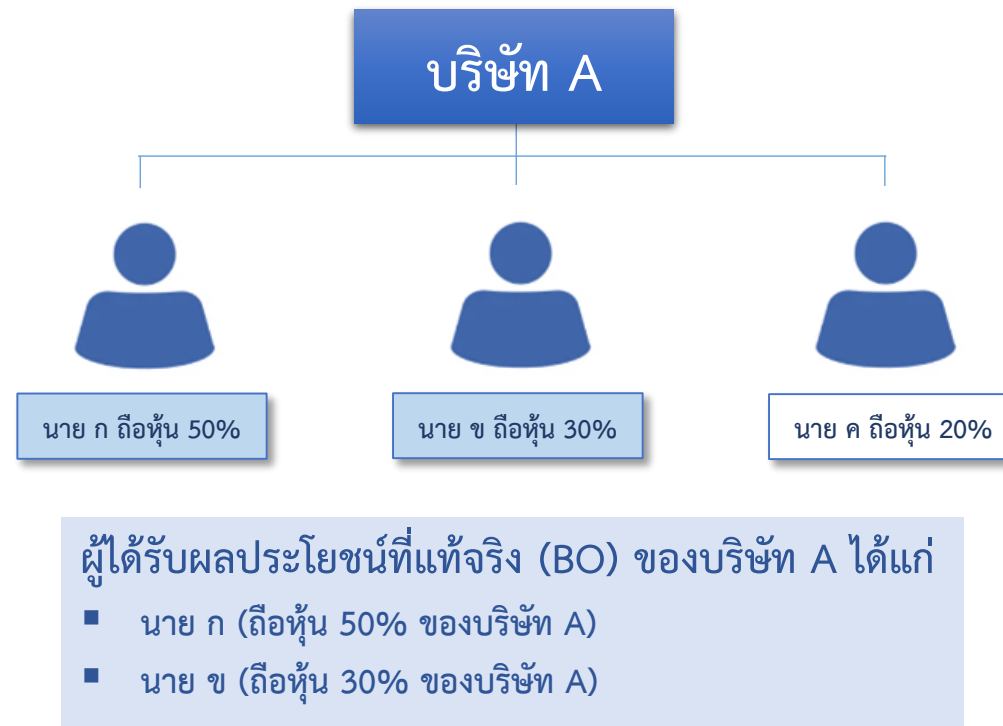 บริษัท A
นาย ก ถือหุ้น 50%
นาย ข ถือหุ้น 30%
นาย ค ถือหุ้น 20%
ผู้ได้รับผลประโยชน์ที่แท้จริง (BO) ของบริษัท A ได้แก่
▪ นาย ก (ถือหุ้น 50% ของบริษัท A)
▪ นาย ข (ถือหุ้น 30% ของบริษัท A)